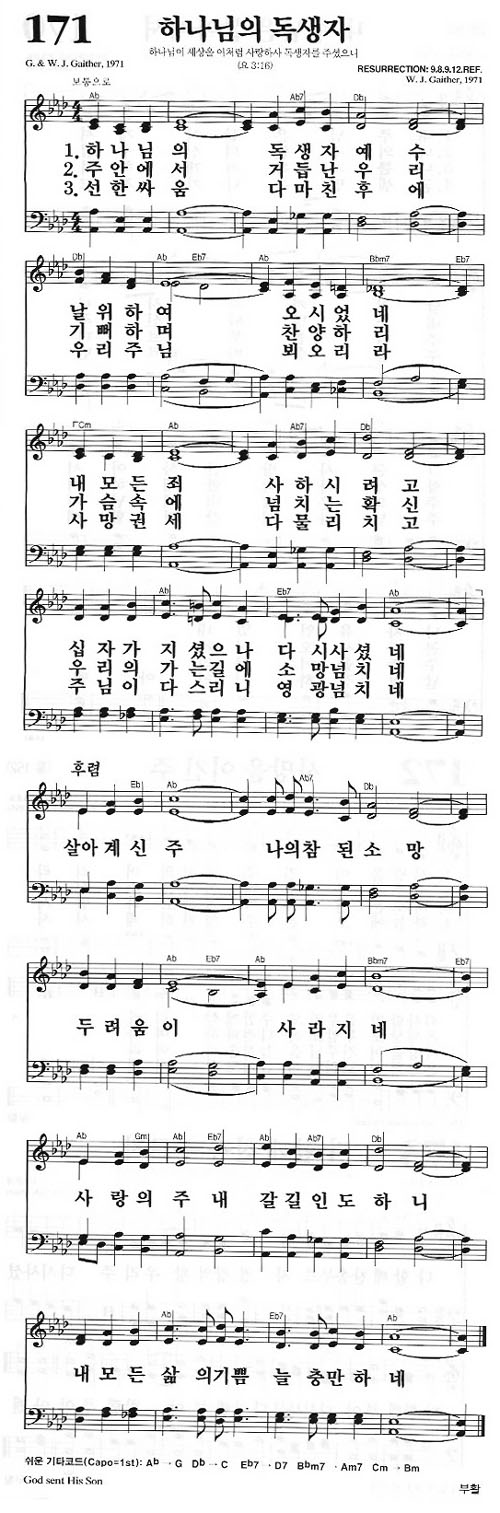 171 하나님의 독생자
하나님이 세상을 이처럼 사랑하사 독생자를 주셨으니
(요 3:16)
G. & W. J. Gaither, 1971
RESURRECTION: 9.8.9.12.REF.
W. J. Gaither, 1971
보통으로
Ab Ab7 Db
1. 하 나 님 의 독 생 자 예 수
2. 주 안 에 서 거 듭 난 우 리
3. 선 한 싸 움 다 마 친 후 에
Db Ab Eb7 Ab Bbm7 Eb7
날 위 하 여 오 시 었 네
기 뻐 하 며 찬 양 하 리
우 리 주 님 뵈 오 리 라
Cm Ab Ab7 Db
내 모 든 죄 사 하 시 려 고
가 슴 속 에 넘 치 는 확 신
사 망 권 세 다 물 리 치 고
Ab Eb7 Ab
십 자 가 지 셨 으 나 다 시 사 셨 네
우 리 의 가 는 길 에 소 망 넘 치 네
주 님 이 다 스 리 니 영 광 넘 치 네
후렴
Eb Ab Ab7 Db
살아 계 신 주 나의 참 된 소 망
Ab Eb7 Ab Bbm7 Eb7
두 려 움 이 사 라 지 네
Ab Gm Ab Eb7 Ab Ab7 Db
사 랑 의 주 내 갈 길 인 도 하 니
Ab Eb7 Ab
내 모 든 삶 의 기 쁨 늘 충 만 하 네
쉬운 기타코드(Capo=1st): Ab → G Db → C Eb7 → D7 Bbm7 → Am7 Cm → Bm
God sent His Son
부활